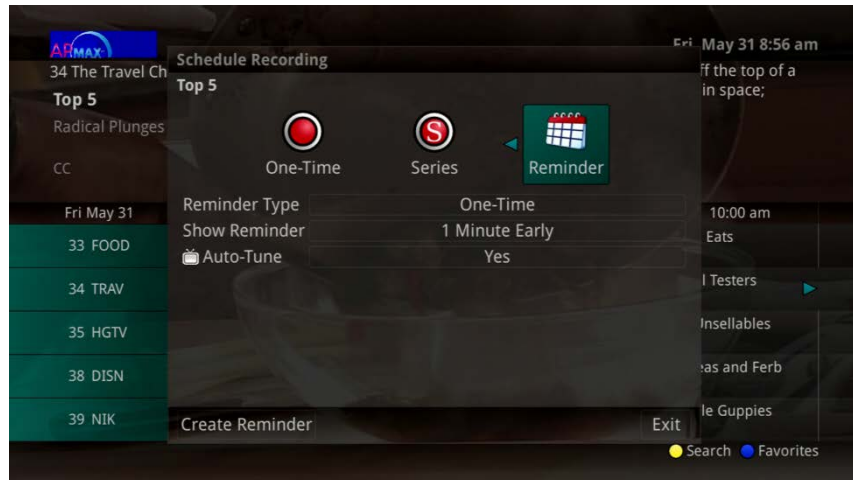 ARMAX
Fri May 31 8:56 am
34 The Travel Ch
Schedule Recording
ff the top of a
Top 5
Top 5
in space;
Radical Plunges
S
CC
One-Time
Series
Reminder
Fri May 31
Reminder Type
One-Time
10:00 am
Show Reminder
1 Minute Early
33 FOOD
Eats
Auto-Tune
Yes
34 TRAV
l Testers
35 HGTV
Unsellables
38 DISN
eas and Ferb
39 NIK
le Guppies
Create Reminder
Exit
Search
Favorites